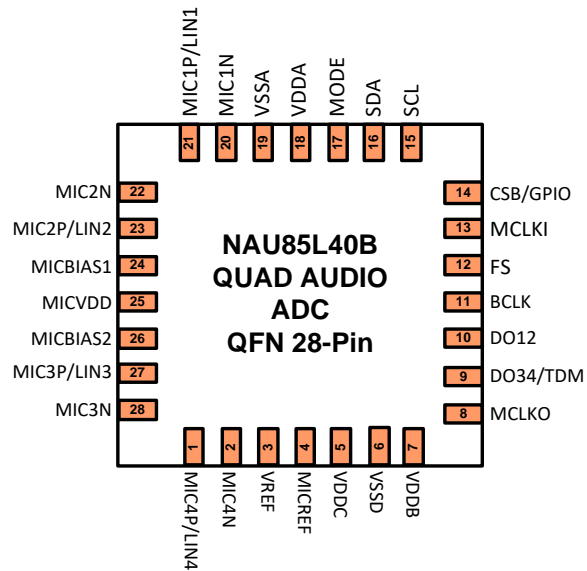 MIC1P/LIN1
MIC1N
VSSA
VDDA
MODE
SDA
SCL
21
20
19
18
17
16
15
MIC2N 22
MIC2P/LIN2 23
MICBIAS1 24
MICVDD 25
MICBIAS2 26
MIC3P/LIN3 27
MIC3N 28
NAU85L40B
QUAD AUDIO
ADC
QFN 28-Pin
14 CSB/GPIO
13 MCLKI
12 FS
11 BCLK
10 DO12
9 DO34/TDM
8 MCLKO
1
2
3
4
5
6
7
MIC4P/LIN4
MIC4N
VREF
MICREF
VDDC
VSSD
VDDB